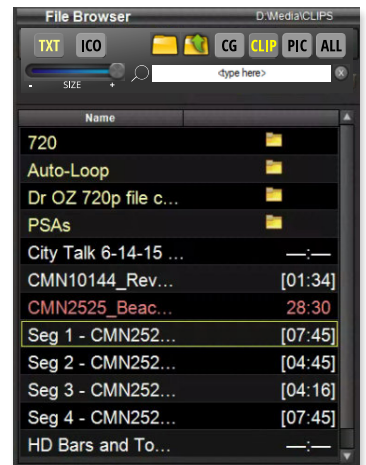 File Browser D:\Media\CLIPS
TXT ICO CG CLIP PIC ALL
- SIZE + <type here> x
Name
720
Auto-Loop
Dr OZ 720p file c...
PSAs
City Talk 6-14-15 ... —:—
CMN10144_Rev... [01:34]
CMN2525_Beac... 28:30
Seg 1 - CMN252... [07:45]
Seg 2 - CMN252... [04:45]
Seg 3 - CMN252... [04:16]
Seg 4 - CMN252... [07:45]
HD Bars and To... —:—